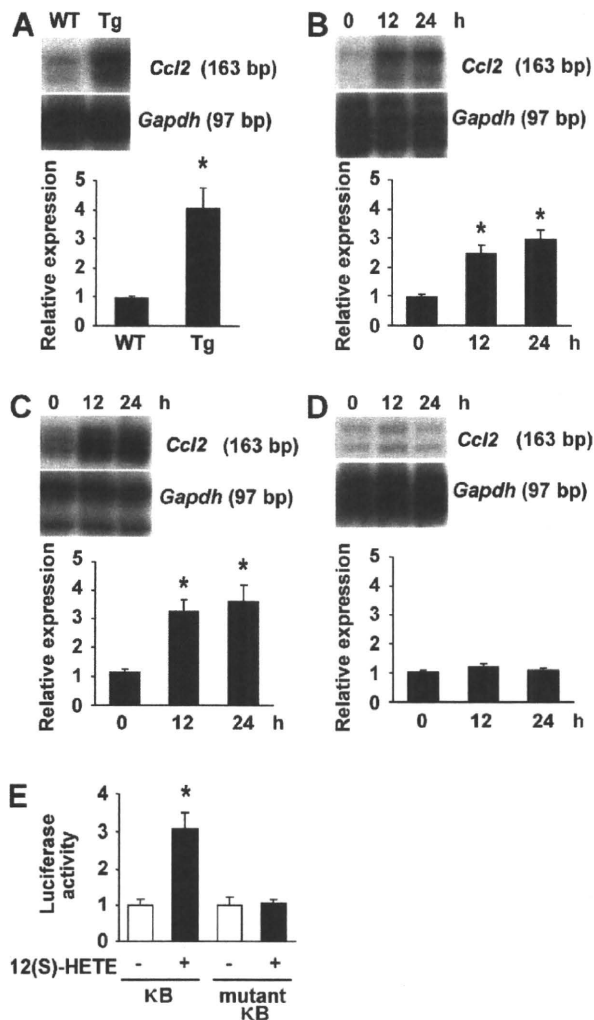 A
WT Tg
Ccl2 (163 bp)
Gapdh (97 bp)
Relative expression
5
4
3
2
1
0
*
WT Tg
B
0 12 24 h
Ccl2 (163 bp)
Gapdh (97 bp)
Relative expression
5
4
3
2
1
0
* *
0 12 24 h
C
0 12 24 h
Ccl2 (163 bp)
Gapdh (97 bp)
Relative expression
5
4
3
2
1
0
* *
0 12 24 h
D
0 12 24 h
Ccl2 (163 bp)
Gapdh (97 bp)
Relative expression
5
4
3
2
1
0
0 12 24 h
E
Luciferase
activity
4
3
2
1
0
*
12(S)-HETE - + - +
κB mutant
κB